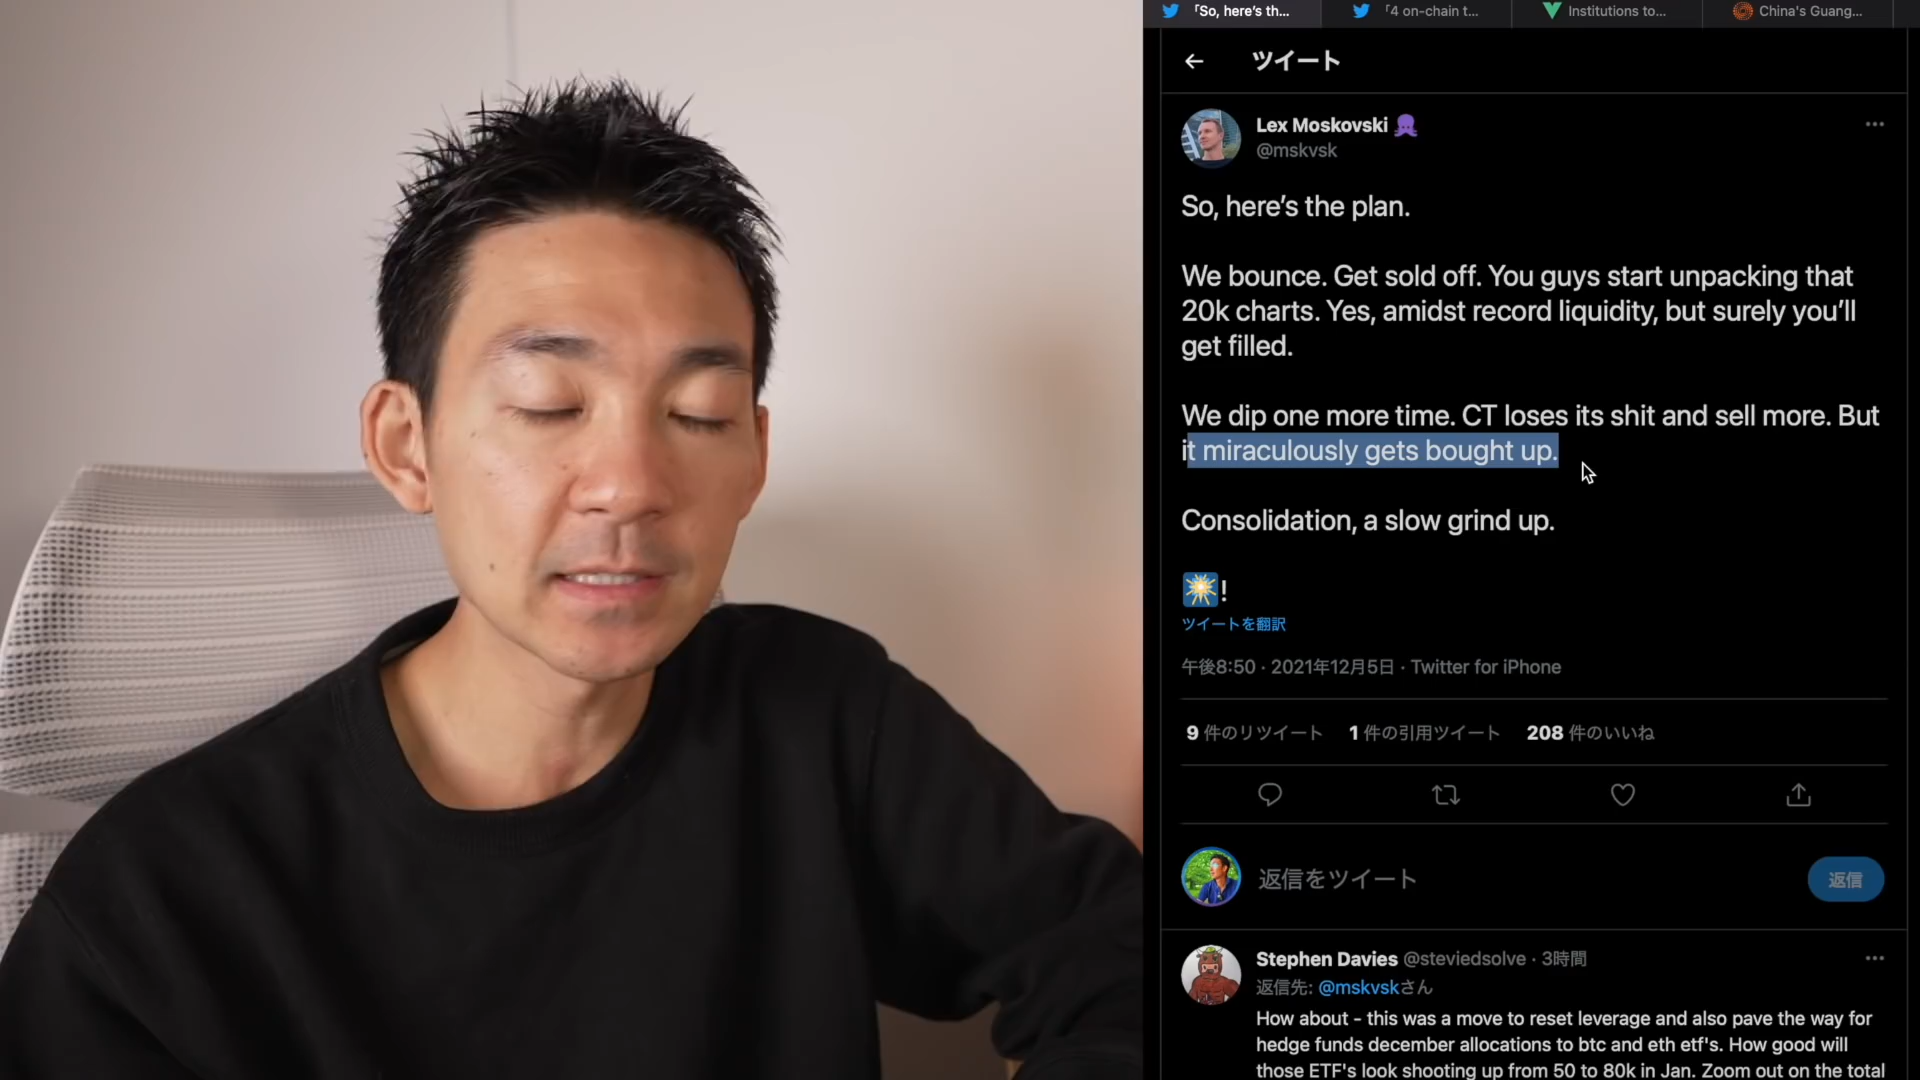 「So, here’s th...
「4 on-chain t...
Institutions to...
China's Guang...
ツイート
Lex Moskovski
@mskvsk
So, here’s the plan.
We bounce. Get sold off. You guys start unpacking that
20k charts. Yes, amidst record liquidity, but surely you’ll
get filled.
We dip one more time. CT loses its shit and sell more. But
it miraculously gets bought up.
Consolidation, a slow grind up.
!
ツイートを翻訳
午後8:50 · 2021年12月5日 · Twitter for iPhone
9 件のリツイート 1 件の引用ツイート 208 件のいいね
返信をツイート
返信
Stephen Davies @steviedsolve · 3時間
返信先: @mskvskさん
How about - this was a move to reset leverage and also pave the way for
hedge funds december allocations to btc and eth etf's. How good will
those ETF's look shooting up from 50 to 80k in Jan. Zoom out on the total